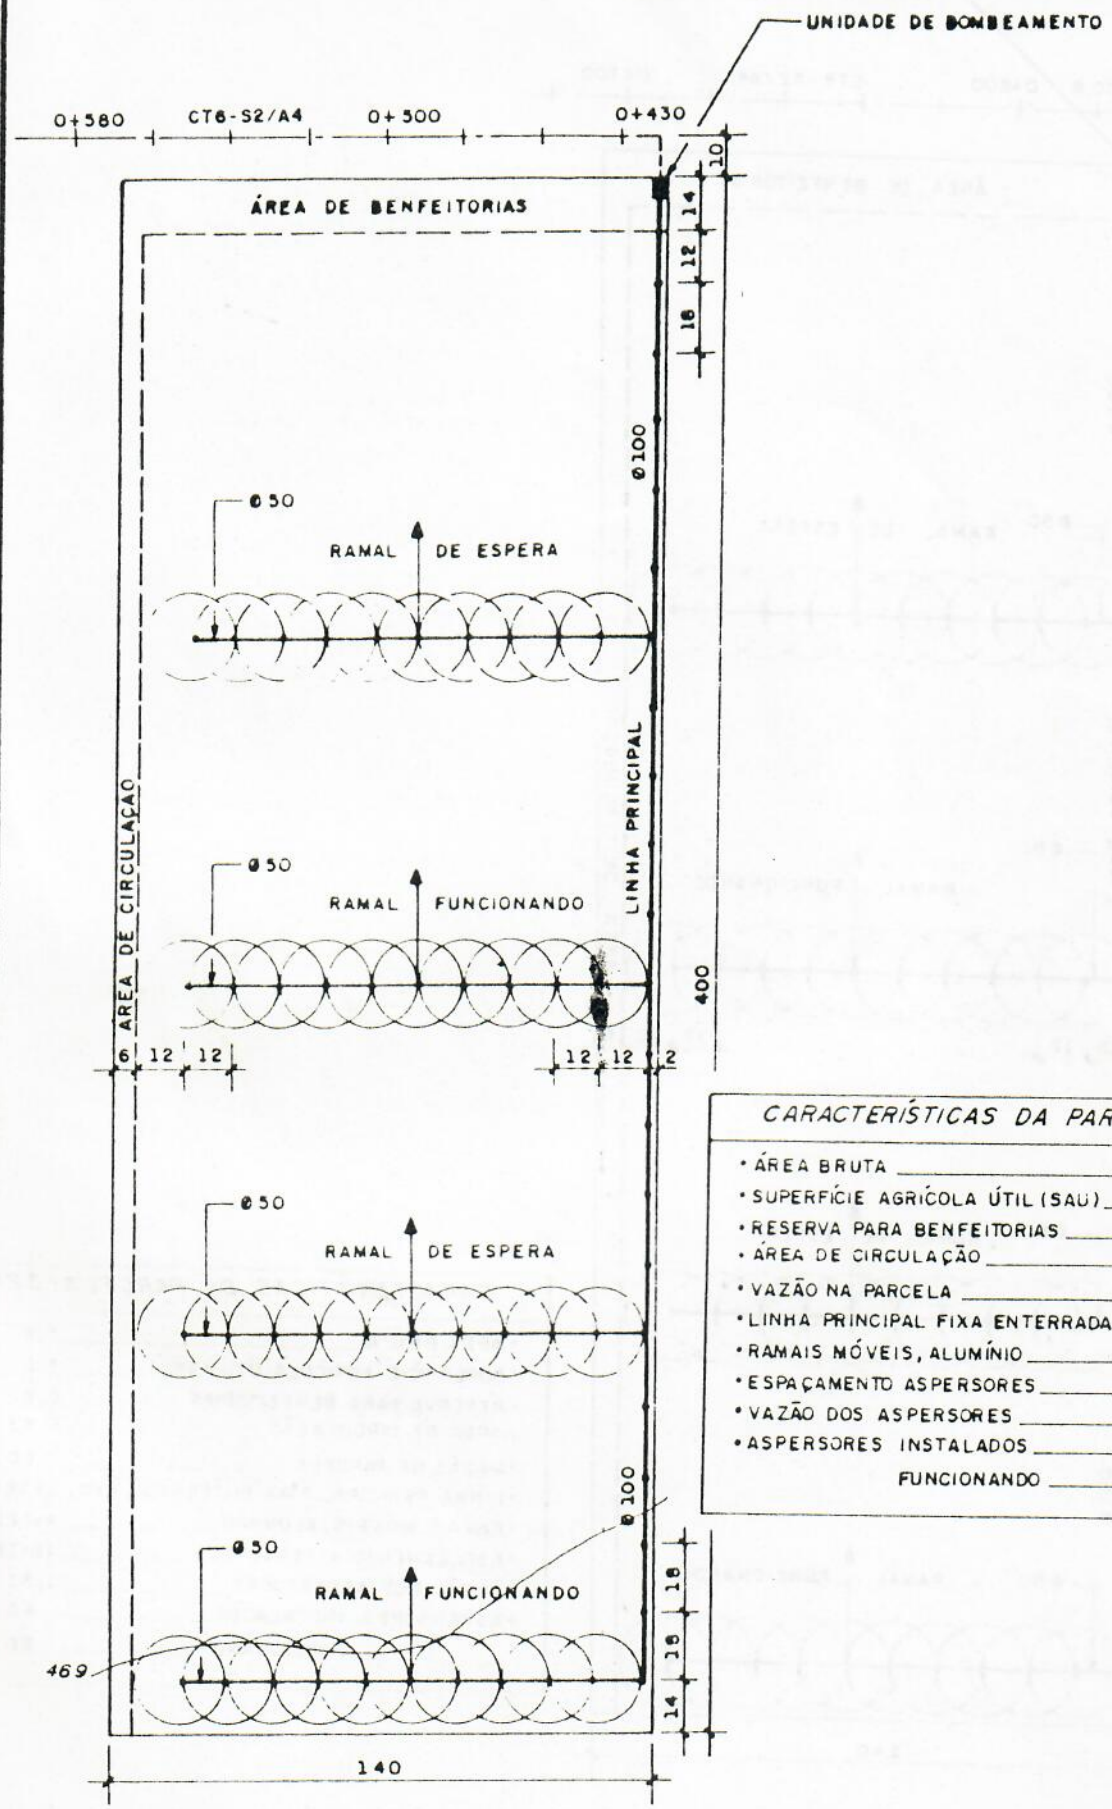 UNIDADE DE BOMBEAMENTO
0+580
CT6-S2/A4
0+500
0+430
10
ÁREA DE BENFEITORIAS
14
12
18
Ø100
Ø50
RAMAL DE ESPERA
LINHA PRINCIPAL
ÁREA DE CIRCULAÇÃO
Ø50
RAMAL FUNCIONANDO
400
6 12 12 12 12 2
Ø50
RAMAL DE ESPERA
CARACTERÍSTICAS DA PAR
• ÁREA BRUTA
• SUPERFÍCIE AGRÍCOLA ÚTIL (SAU)
• RESERVA PARA BENFEITORIAS
• ÁREA DE CIRCULAÇÃO
• VAZÃO NA PARCELA
• LINHA PRINCIPAL FIXA ENTERRADA
• RAMAIS MÓVEIS, ALUMÍNIO
• ESPAÇAMENTO ASPERSORES
• VAZÃO DOS ASPERSORES
• ASPERSORES INSTALADOS
FUNCIONANDO
Ø100
Ø50
RAMAL FUNCIONANDO
18
18
14
469
140